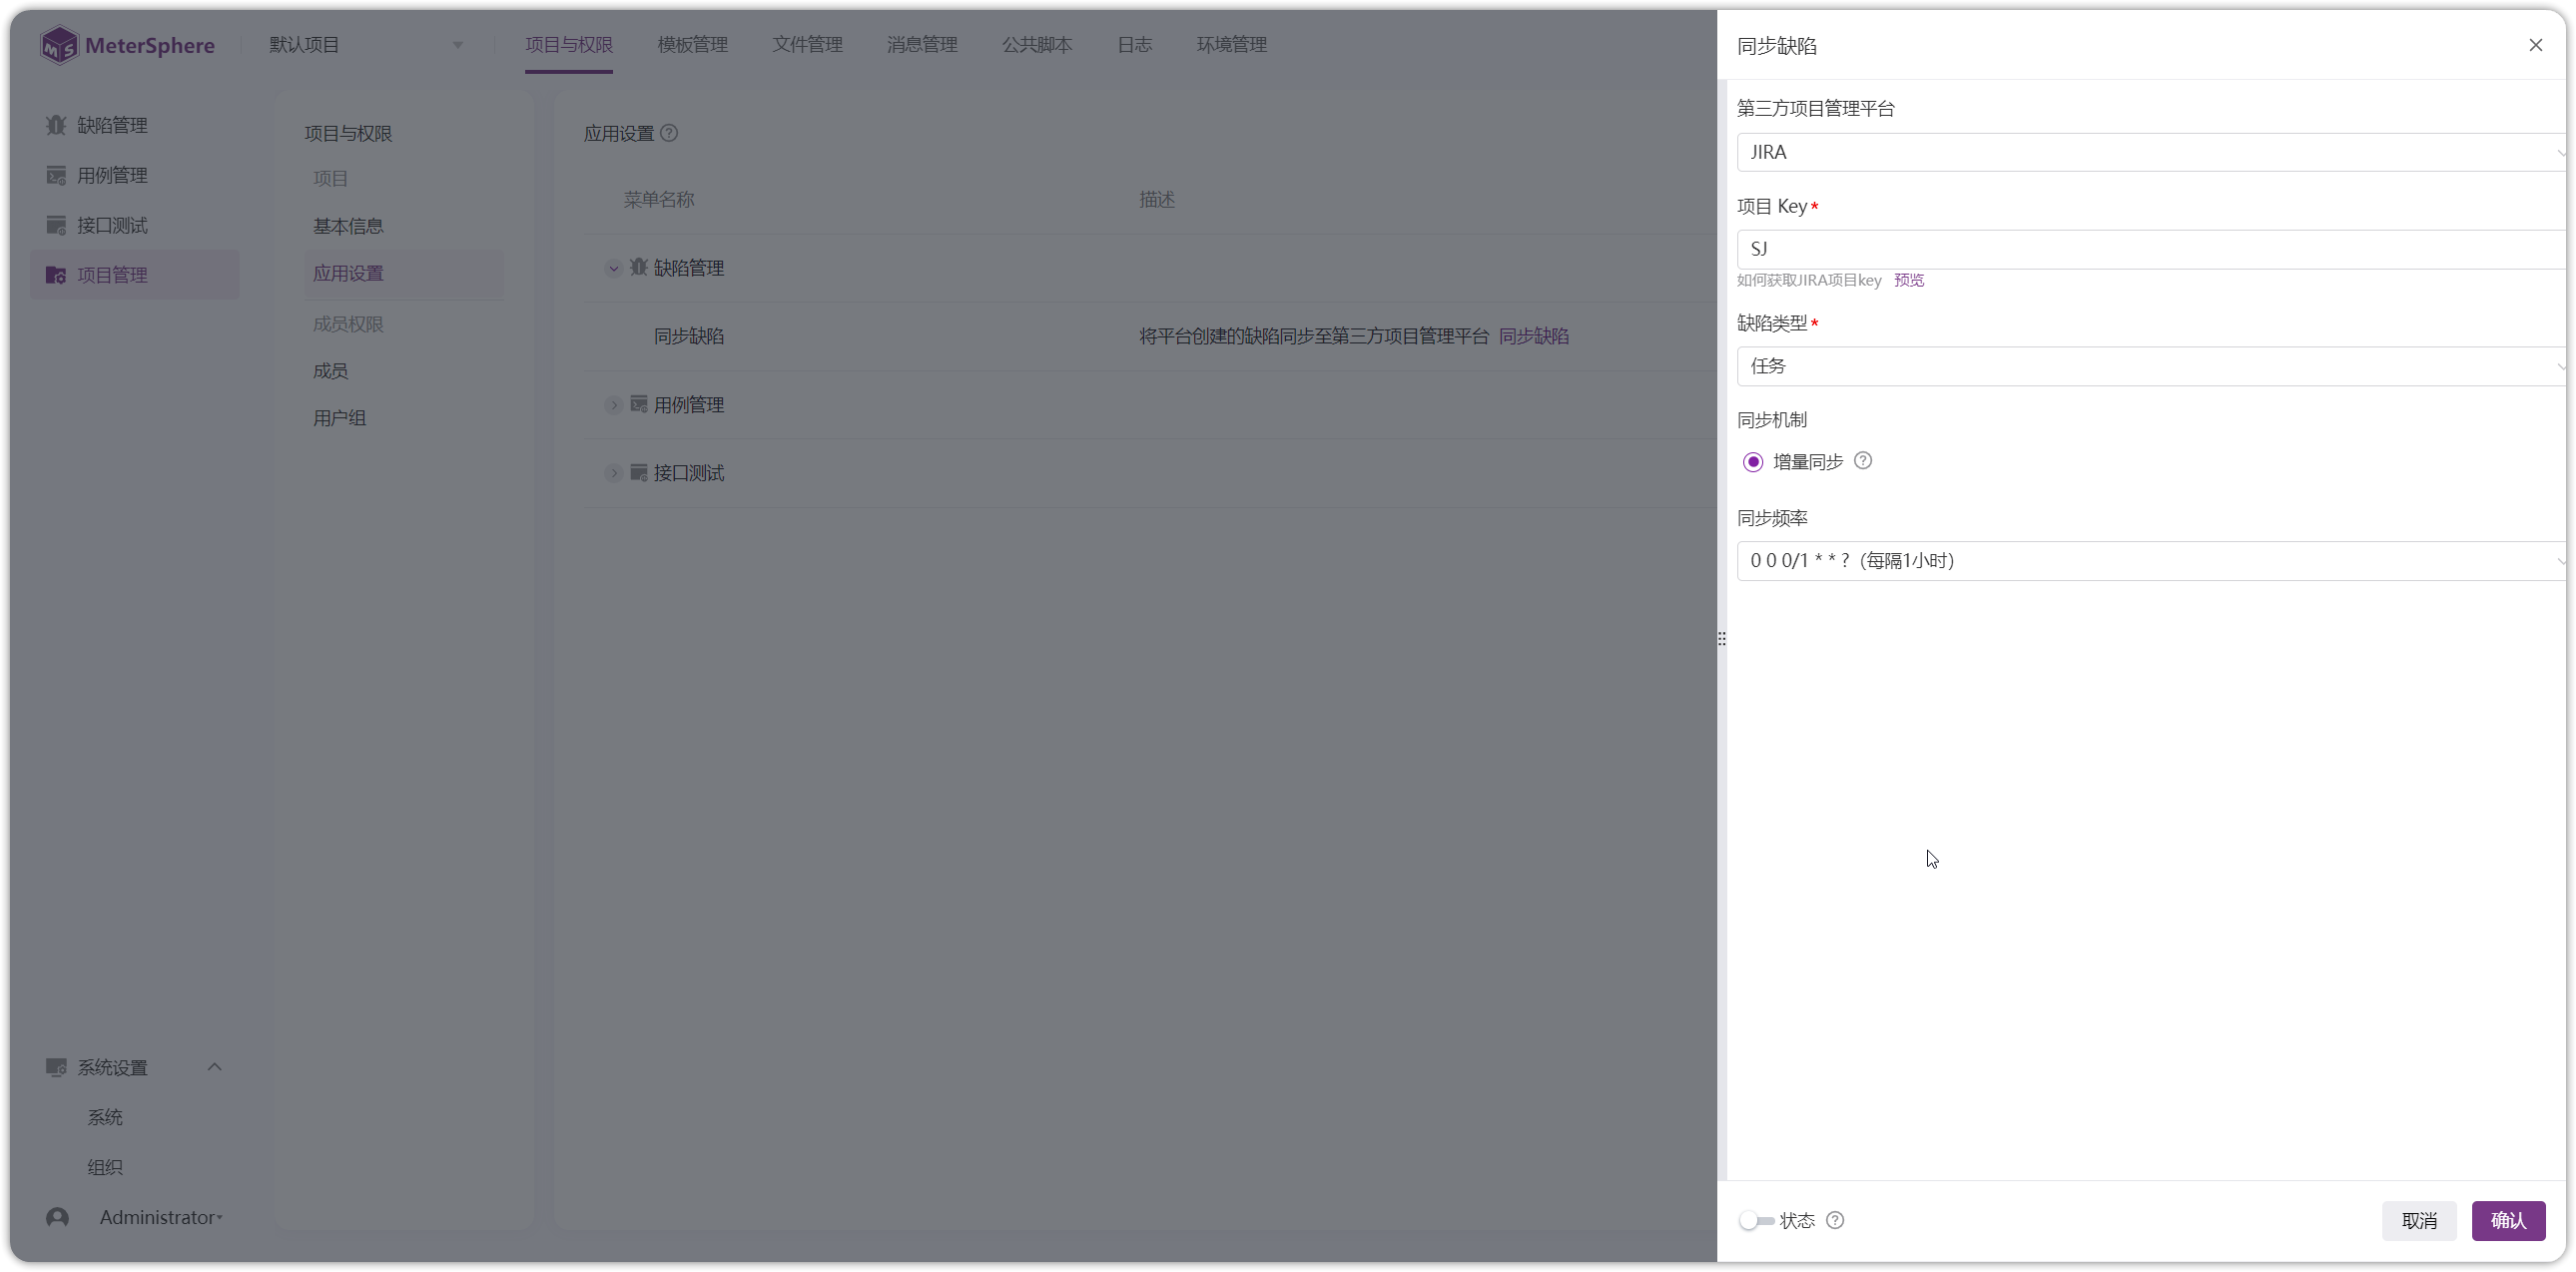 MeterSphere
默认项目
项目与权限
模板管理
文件管理
消息管理
公共脚本
日志
环境管理
缺陷管理
用例管理
接口测试
项目管理
系统设置
系统
组织
Administrator
项目与权限
项目
基本信息
应用设置
成员权限
成员
用户组
应用设置
菜单名称 描述
缺陷管理
同步缺陷 将平台创建的缺陷同步至第三方项目管理平台 同步缺陷
用例管理
接口测试
同步缺陷
第三方项目管理平台
JIRA
项目 Key*
SJ
如何获取JIRA项目key 预览
缺陷类型*
任务
同步机制
增量同步
同步频率
0 0 0/1 * * ? (每隔1小时)
状态
取消
确认